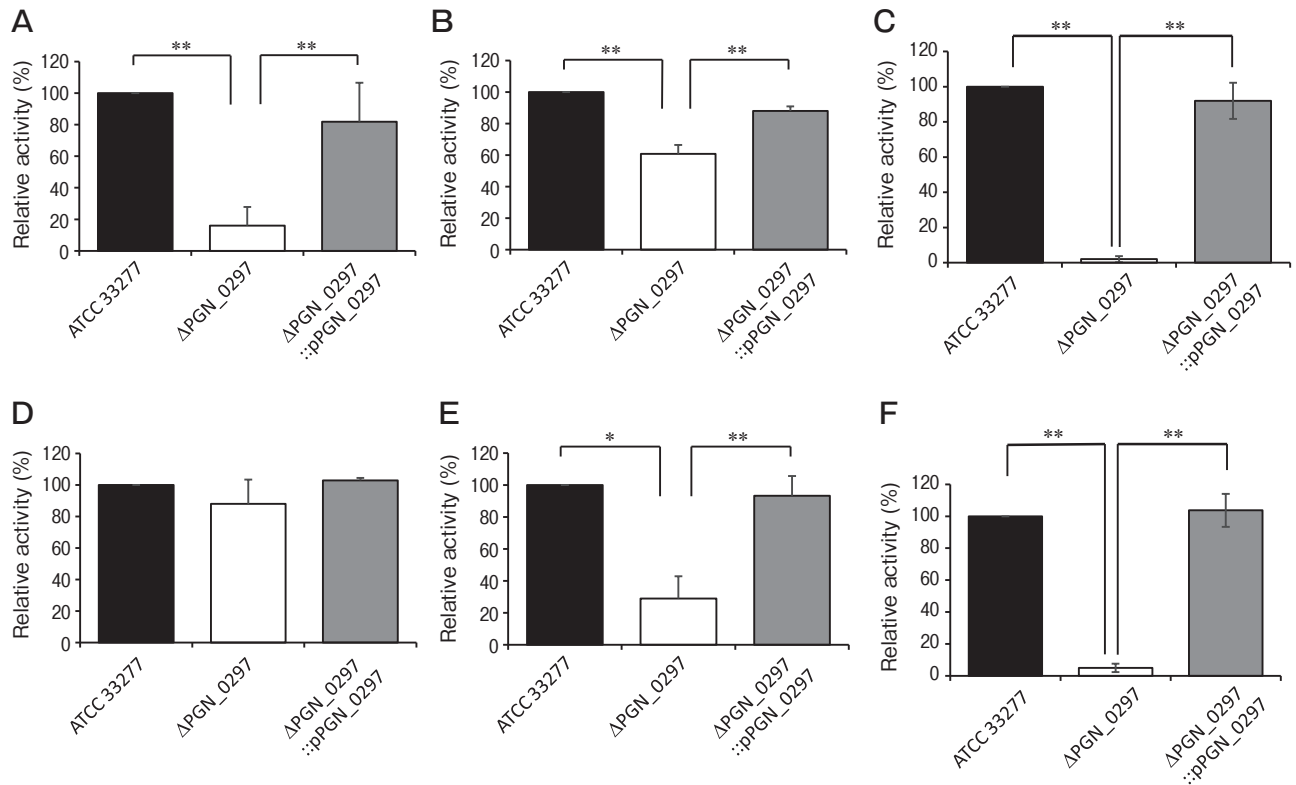 A
Relative activity (%)
120
100
80
60
40
20
0
**
**
ATCC 33277
ΔPGN_0297
ΔPGN_0297
::pPGN_0297
B
Relative activity (%)
120
100
80
60
40
20
0
**
**
ATCC 33277
ΔPGN_0297
ΔPGN_0297
::pPGN_0297
C
Relative activity (%)
120
100
80
60
40
20
0
**
**
ATCC 33277
ΔPGN_0297
ΔPGN_0297
::pPGN_0297
D
Relative activity (%)
120
100
80
60
40
20
0
ATCC 33277
ΔPGN_0297
ΔPGN_0297
::pPGN_0297
E
Relative activity (%)
120
100
80
60
40
20
0
*
**
ATCC 33277
ΔPGN_0297
ΔPGN_0297
::pPGN_0297
F
Relative activity (%)
120
100
80
60
40
20
0
**
**
ATCC 33277
ΔPGN_0297
ΔPGN_0297
::pPGN_0297